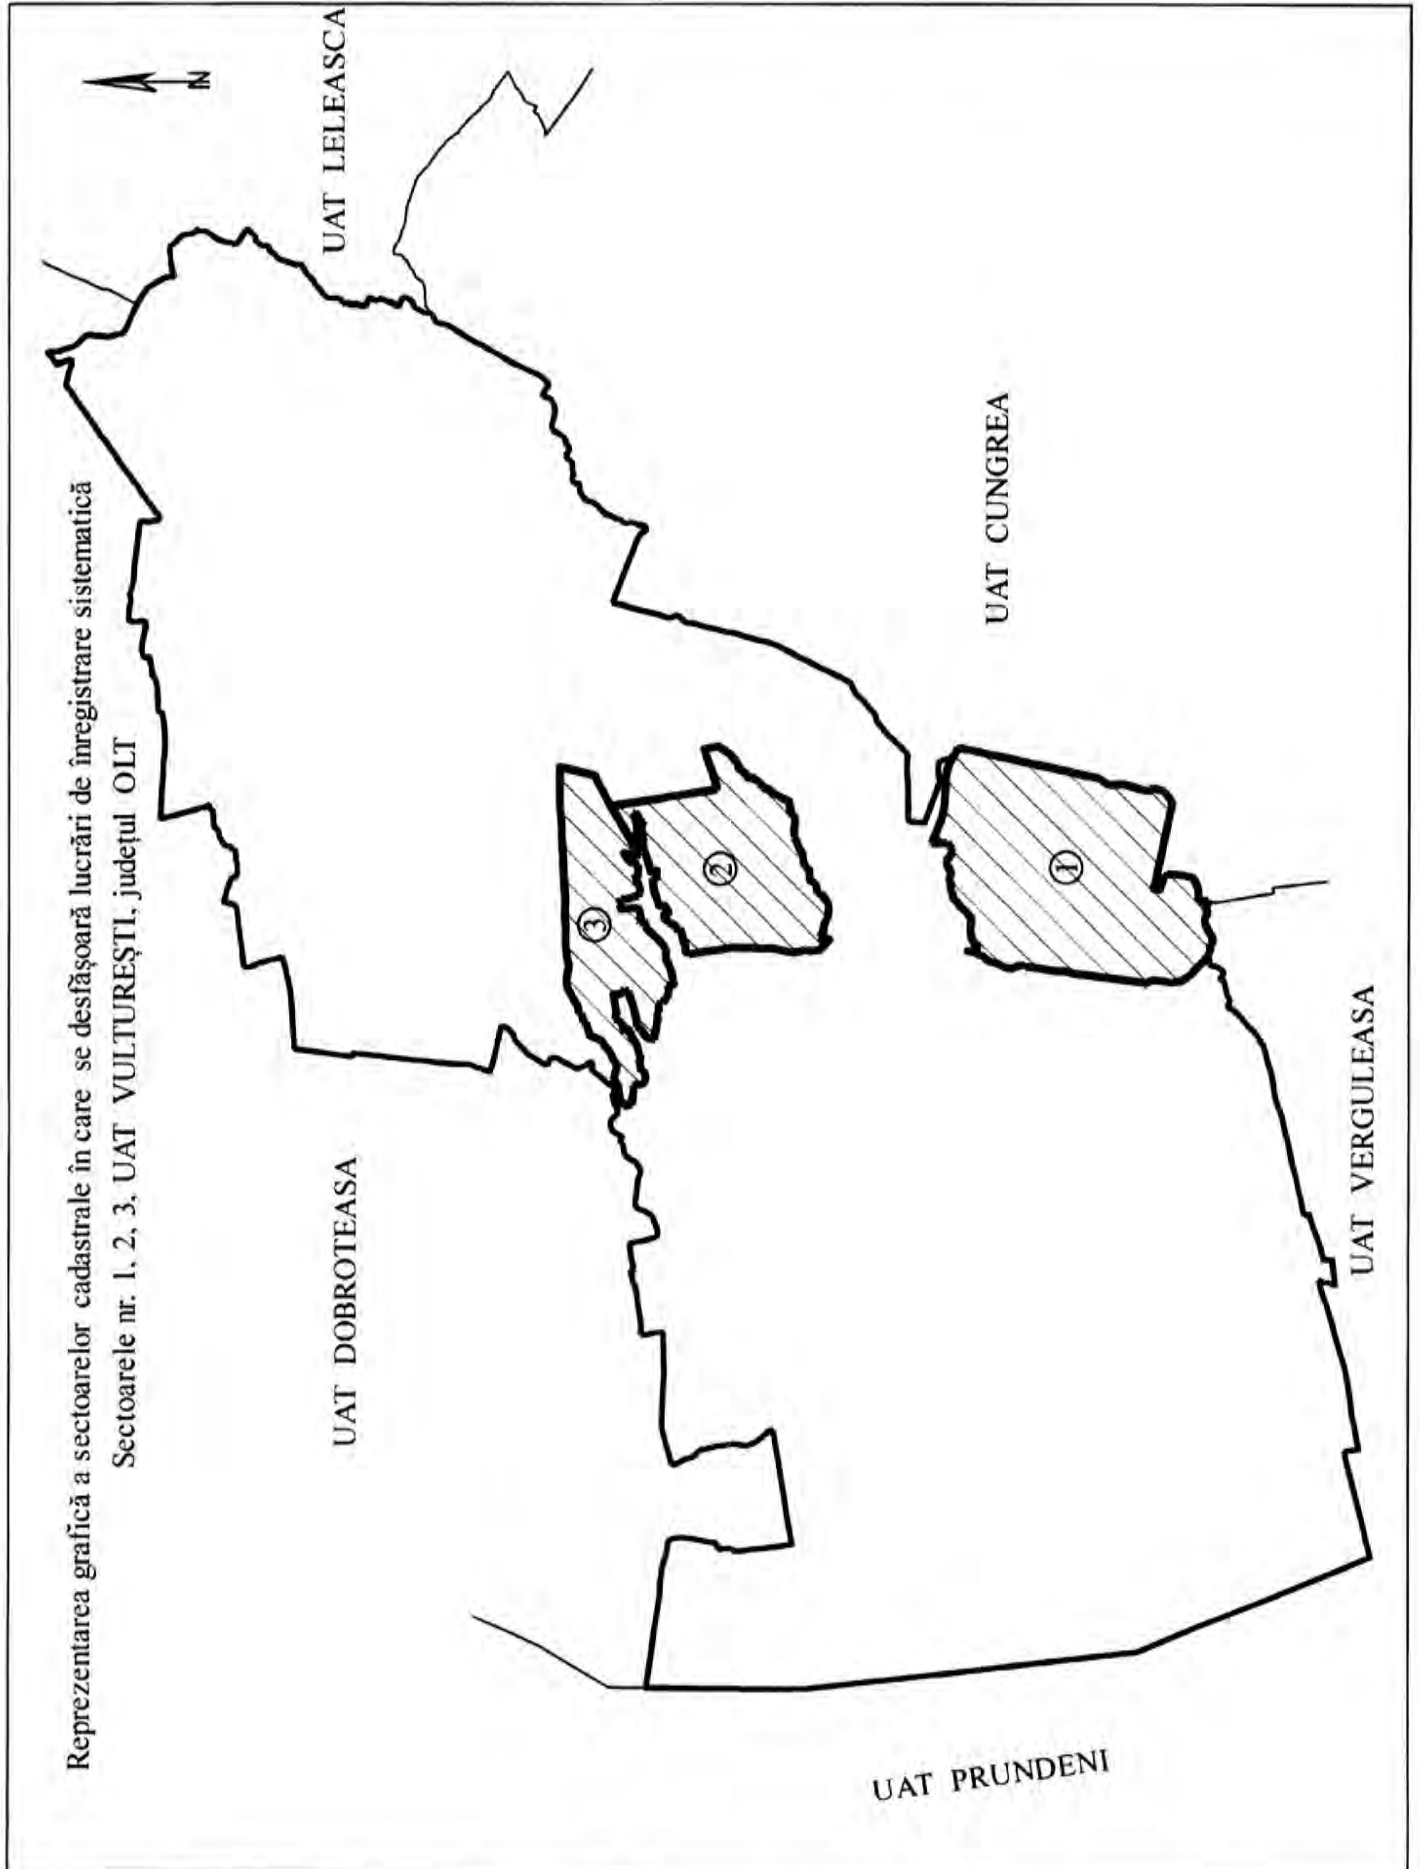 Reprezentarea grafică a sectoarelor cadastrale în care se desfăşoară lucrări de înregistrare sistematică
Sectoarele nr. 1, 2, 3, UAT VULTUREŞTI, județul OLT
N
UAT LELEASCA
UAT DOBROTEASA
UAT CUNGREA
3
2
1
UAT PRUNDENI
UAT VERGULEASA